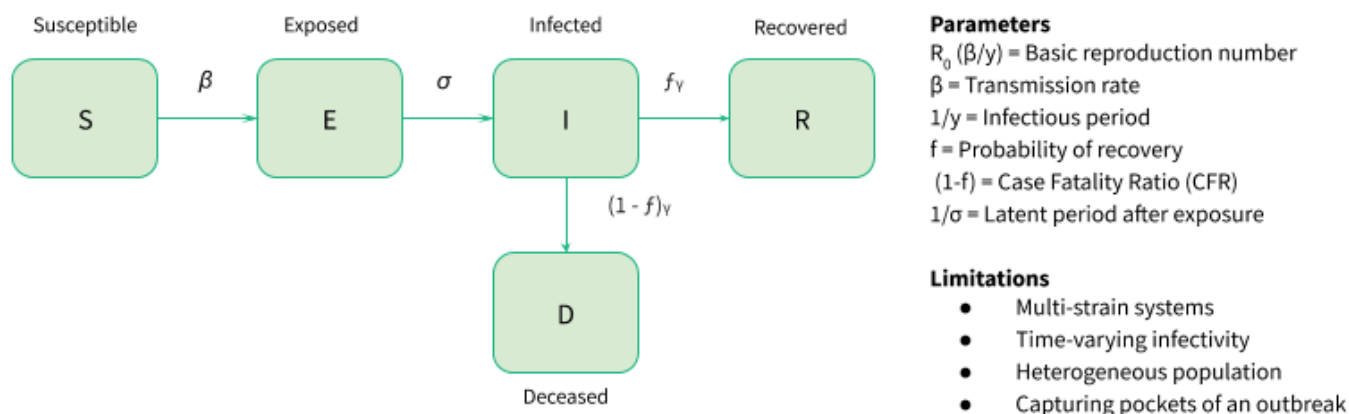 Susceptible
Exposed
Infected
Recovered
S
β
E
σ
I
fγ
R
(1 - f)γ
D
Deceased
Parameters
R₀ (β/y) = Basic reproduction number
β = Transmission rate
1/y = Infectious period
f = Probability of recovery
(1-f) = Case Fatality Ratio (CFR)
1/σ = Latent period after exposure
Limitations
● Multi-strain systems
● Time-varying infectivity
● Heterogeneous population
● Capturing pockets of an outbreak